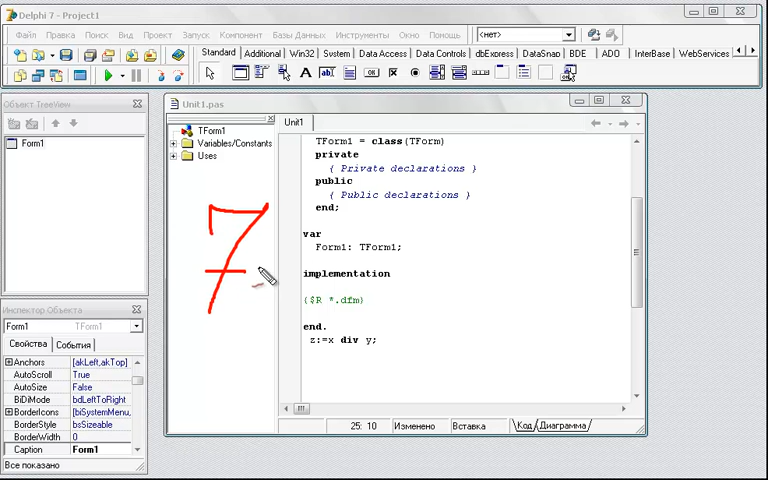 Delphi 7 - Project1
Файл Правка Поиск Вид Проект Запуск Компонент Базы Данных Инструменты Окно Помощь
<нет>
Standard Additional Win32 System Data Access Data Controls dbExpress DataSnap BDE ADO InterBase WebServices
Объект TreeView
Form1
Unit1.pas
TForm1
Variables/Constants
Uses
Unit1
TForm1 = class(TForm)
private
{ Private declarations }
public
{ Public declarations }
end;
var
Form1: TForm1;
implementation
{$R *.dfm}
end.
z:=x div y;
25: 10 Изменено Вставка Код Диаграмма
7
Инспектор Объекта
Form1 TForm1
Свойства События
Anchors [akLeft,akTop]
AutoScroll True
AutoSize False
BiDiMode bdLeftToRight
BorderIcons [biSystemMenu,
BorderStyle bsSizeable
BorderWidth 0
Caption Form1
Все показано